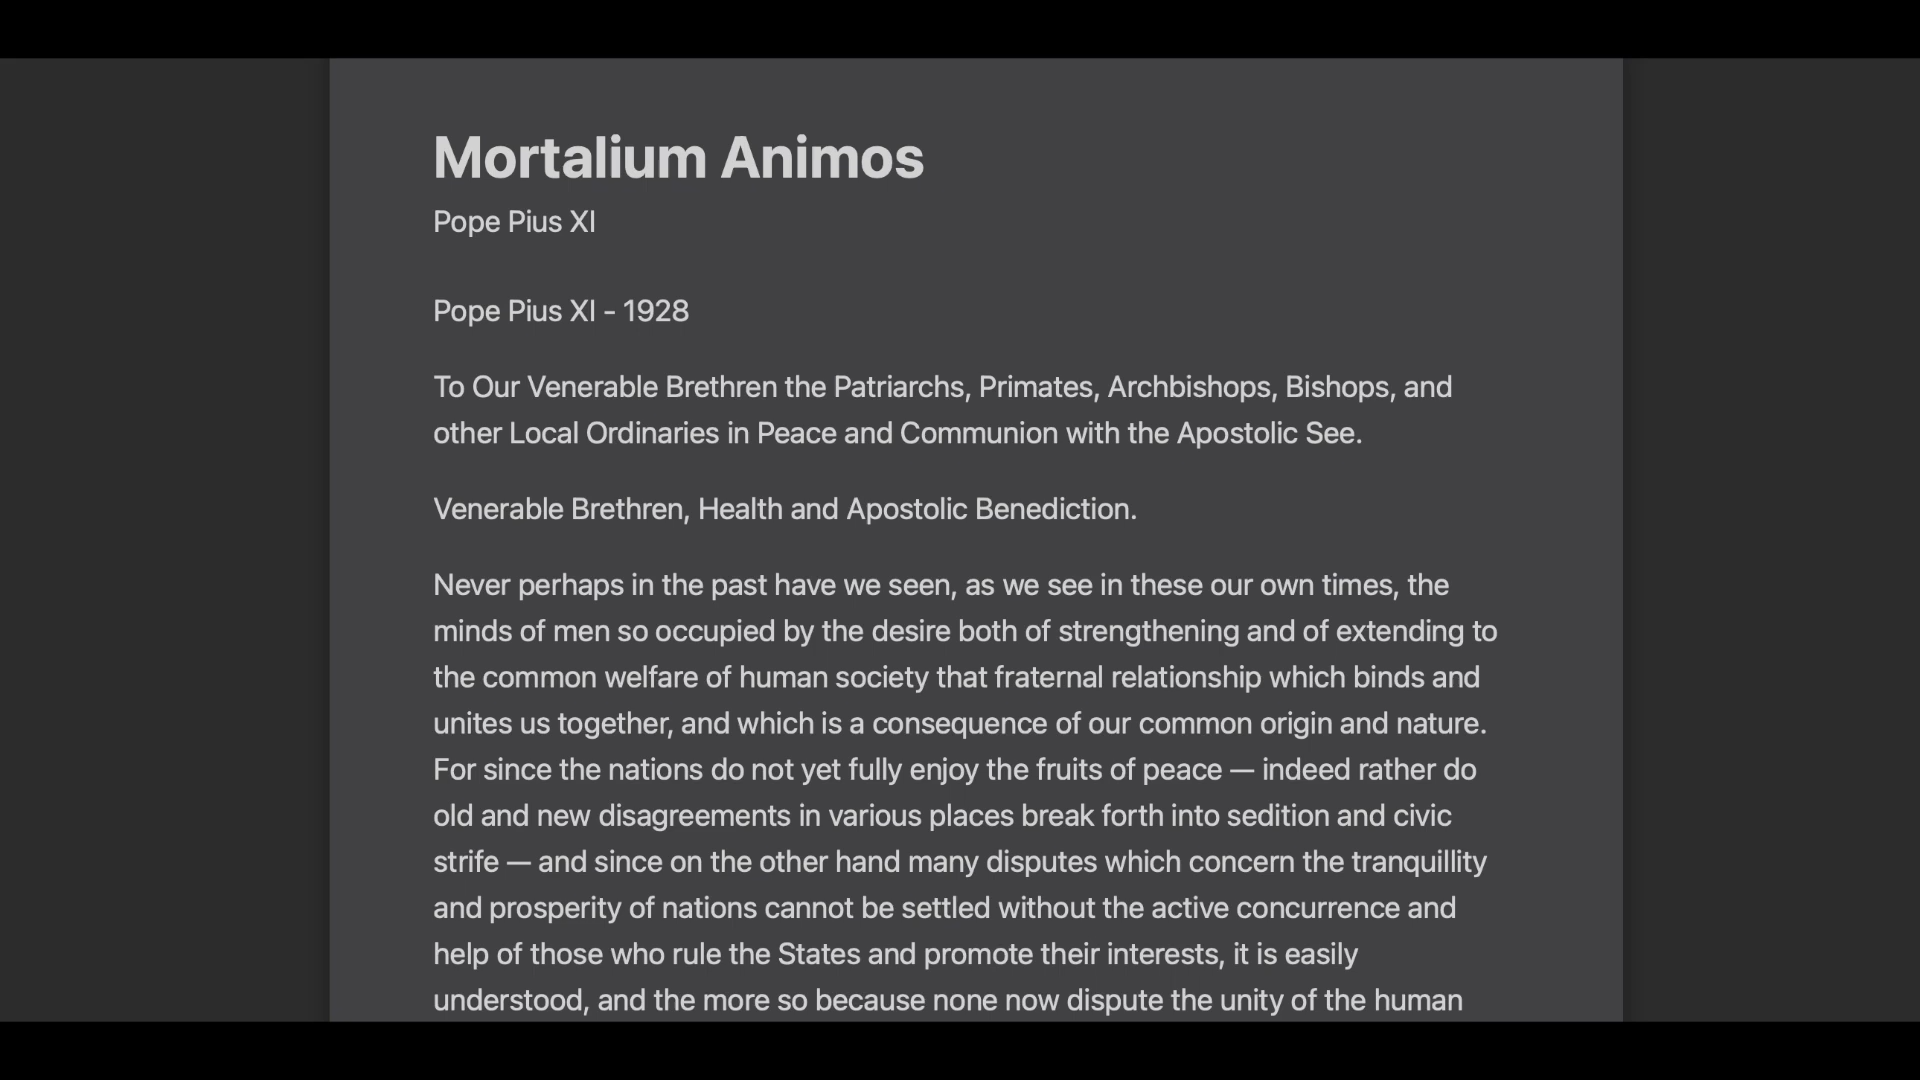 Mortalium Animos
Pope Pius XI
Pope Pius XI - 1928
To Our Venerable Brethren the Patriarchs, Primates, Archbishops, Bishops, and
other Local Ordinaries in Peace and Communion with the Apostolic See.
Venerable Brethren, Health and Apostolic Benediction.
Never perhaps in the past have we seen, as we see in these our own times, the
minds of men so occupied by the desire both of strengthening and of extending to
the common welfare of human society that fraternal relationship which binds and
unites us together, and which is a consequence of our common origin and nature.
For since the nations do not yet fully enjoy the fruits of peace — indeed rather do
old and new disagreements in various places break forth into sedition and civic
strife — and since on the other hand many disputes which concern the tranquillity
and prosperity of nations cannot be settled without the active concurrence and
help of those who rule the States and promote their interests, it is easily
understood, and the more so because none now dispute the unity of the human